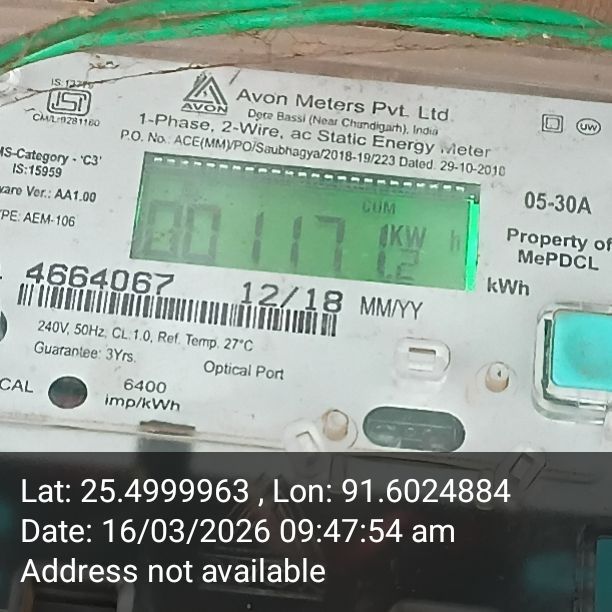 IS:13779
ISI
CM/L:9281160
AVON
Avon Meters Pvt. Ltd.
Dera Bassi (Near Chandigarh), India
1-Phase, 2-Wire, ac Static Energy Meter
P.O. No.: ACE(MM)/PO/Saubhagya/2018-19/223 Dated. 29-10-2018
UW
MS-Category - 'C3'
IS:15959
ware Ver.: AA1.00
YPE: AEM-106
05-30A
Property of
MePDCL
CUM
KW h
kWh
4664067 12/18 MM/YY
240V, 50Hz, CL:1.0, Ref. Temp. 27°C
Guarantee: 3Yrs.
Optical Port
CAL
6400
imp/kWh
Lat: 25.4999963 , Lon: 91.6024884
Date: 16/03/2026 09:47:54 am
Address not available